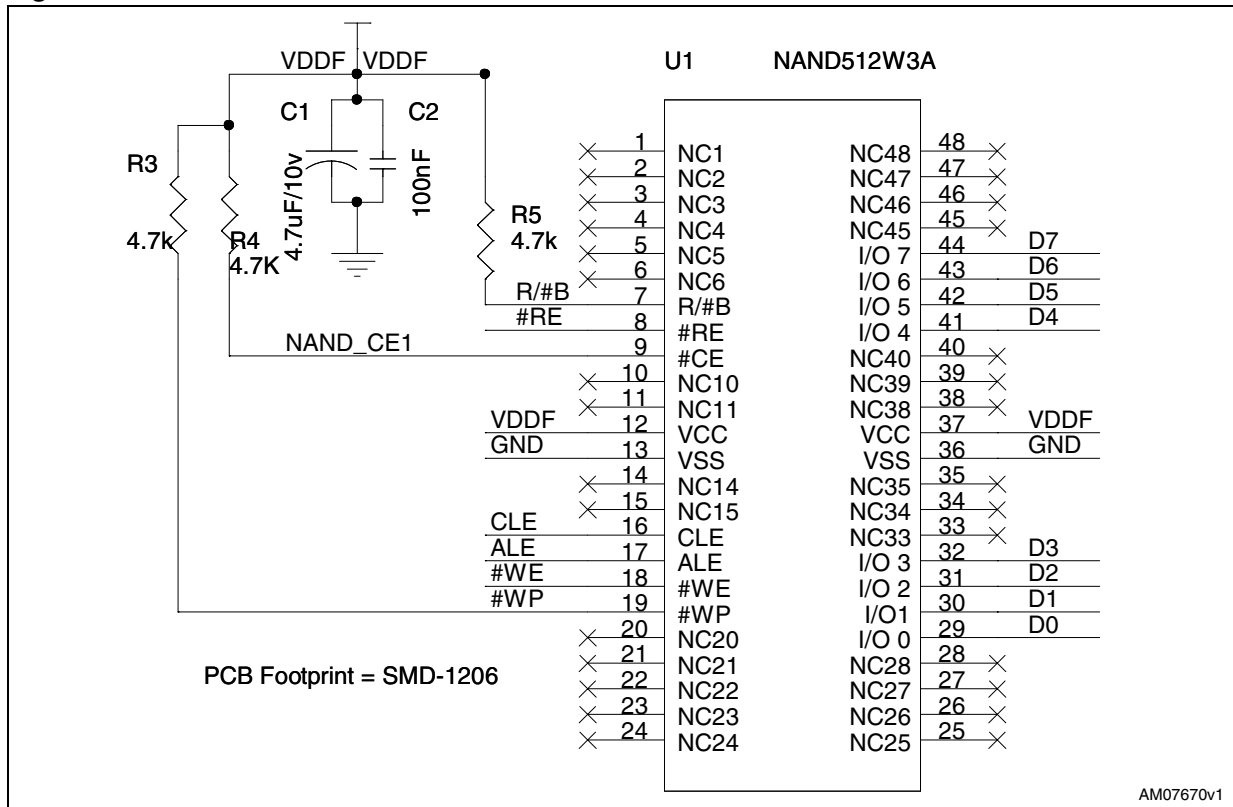 VDDF VDDF
U1 NAND512W3A
C1 C2
R3
4.7k
R4
4.7K
4.7uF/10v
100nF
R5
4.7k
R/#B
#RE
NAND_CE1
VDDF
GND
CLE
ALE
#WE
#WP
1 NC1
2 NC2
3 NC3
4 NC4
5 NC5
6 NC6
7 R/#B
8 #RE
9 #CE
10 NC10
11 NC11
12 VCC
13 VSS
14 NC14
15 NC15
16 CLE
17 ALE
18 #WE
19 #WP
20 NC20
21 NC21
22 NC22
23 NC23
24 NC24
NC48 48
NC47 47
NC46 46
NC45 45
I/O 7 44 D7
I/O 6 43 D6
I/O 5 42 D5
I/O 4 41 D4
NC40 40
NC39 39
NC38 38
VCC 37 VDDF
VSS 36 GND
NC35 35
NC34 34
NC33 33
I/O 3 32 D3
I/O 2 31 D2
I/O1 30 D1
I/O 0 29 D0
NC28 28
NC27 27
NC26 26
NC25 25
PCB Footprint = SMD-1206
AM07670v1